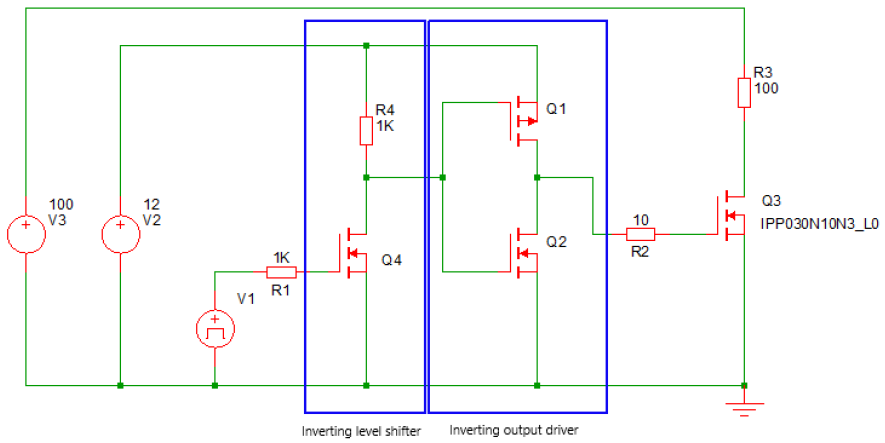 R3
100
R4
1K
Q1
100
V3
12
V2
Q3
IPP030N10N3_L0
10
R2
Q2
Q4
1K
R1
V1
Inverting level shifter
Inverting output driver